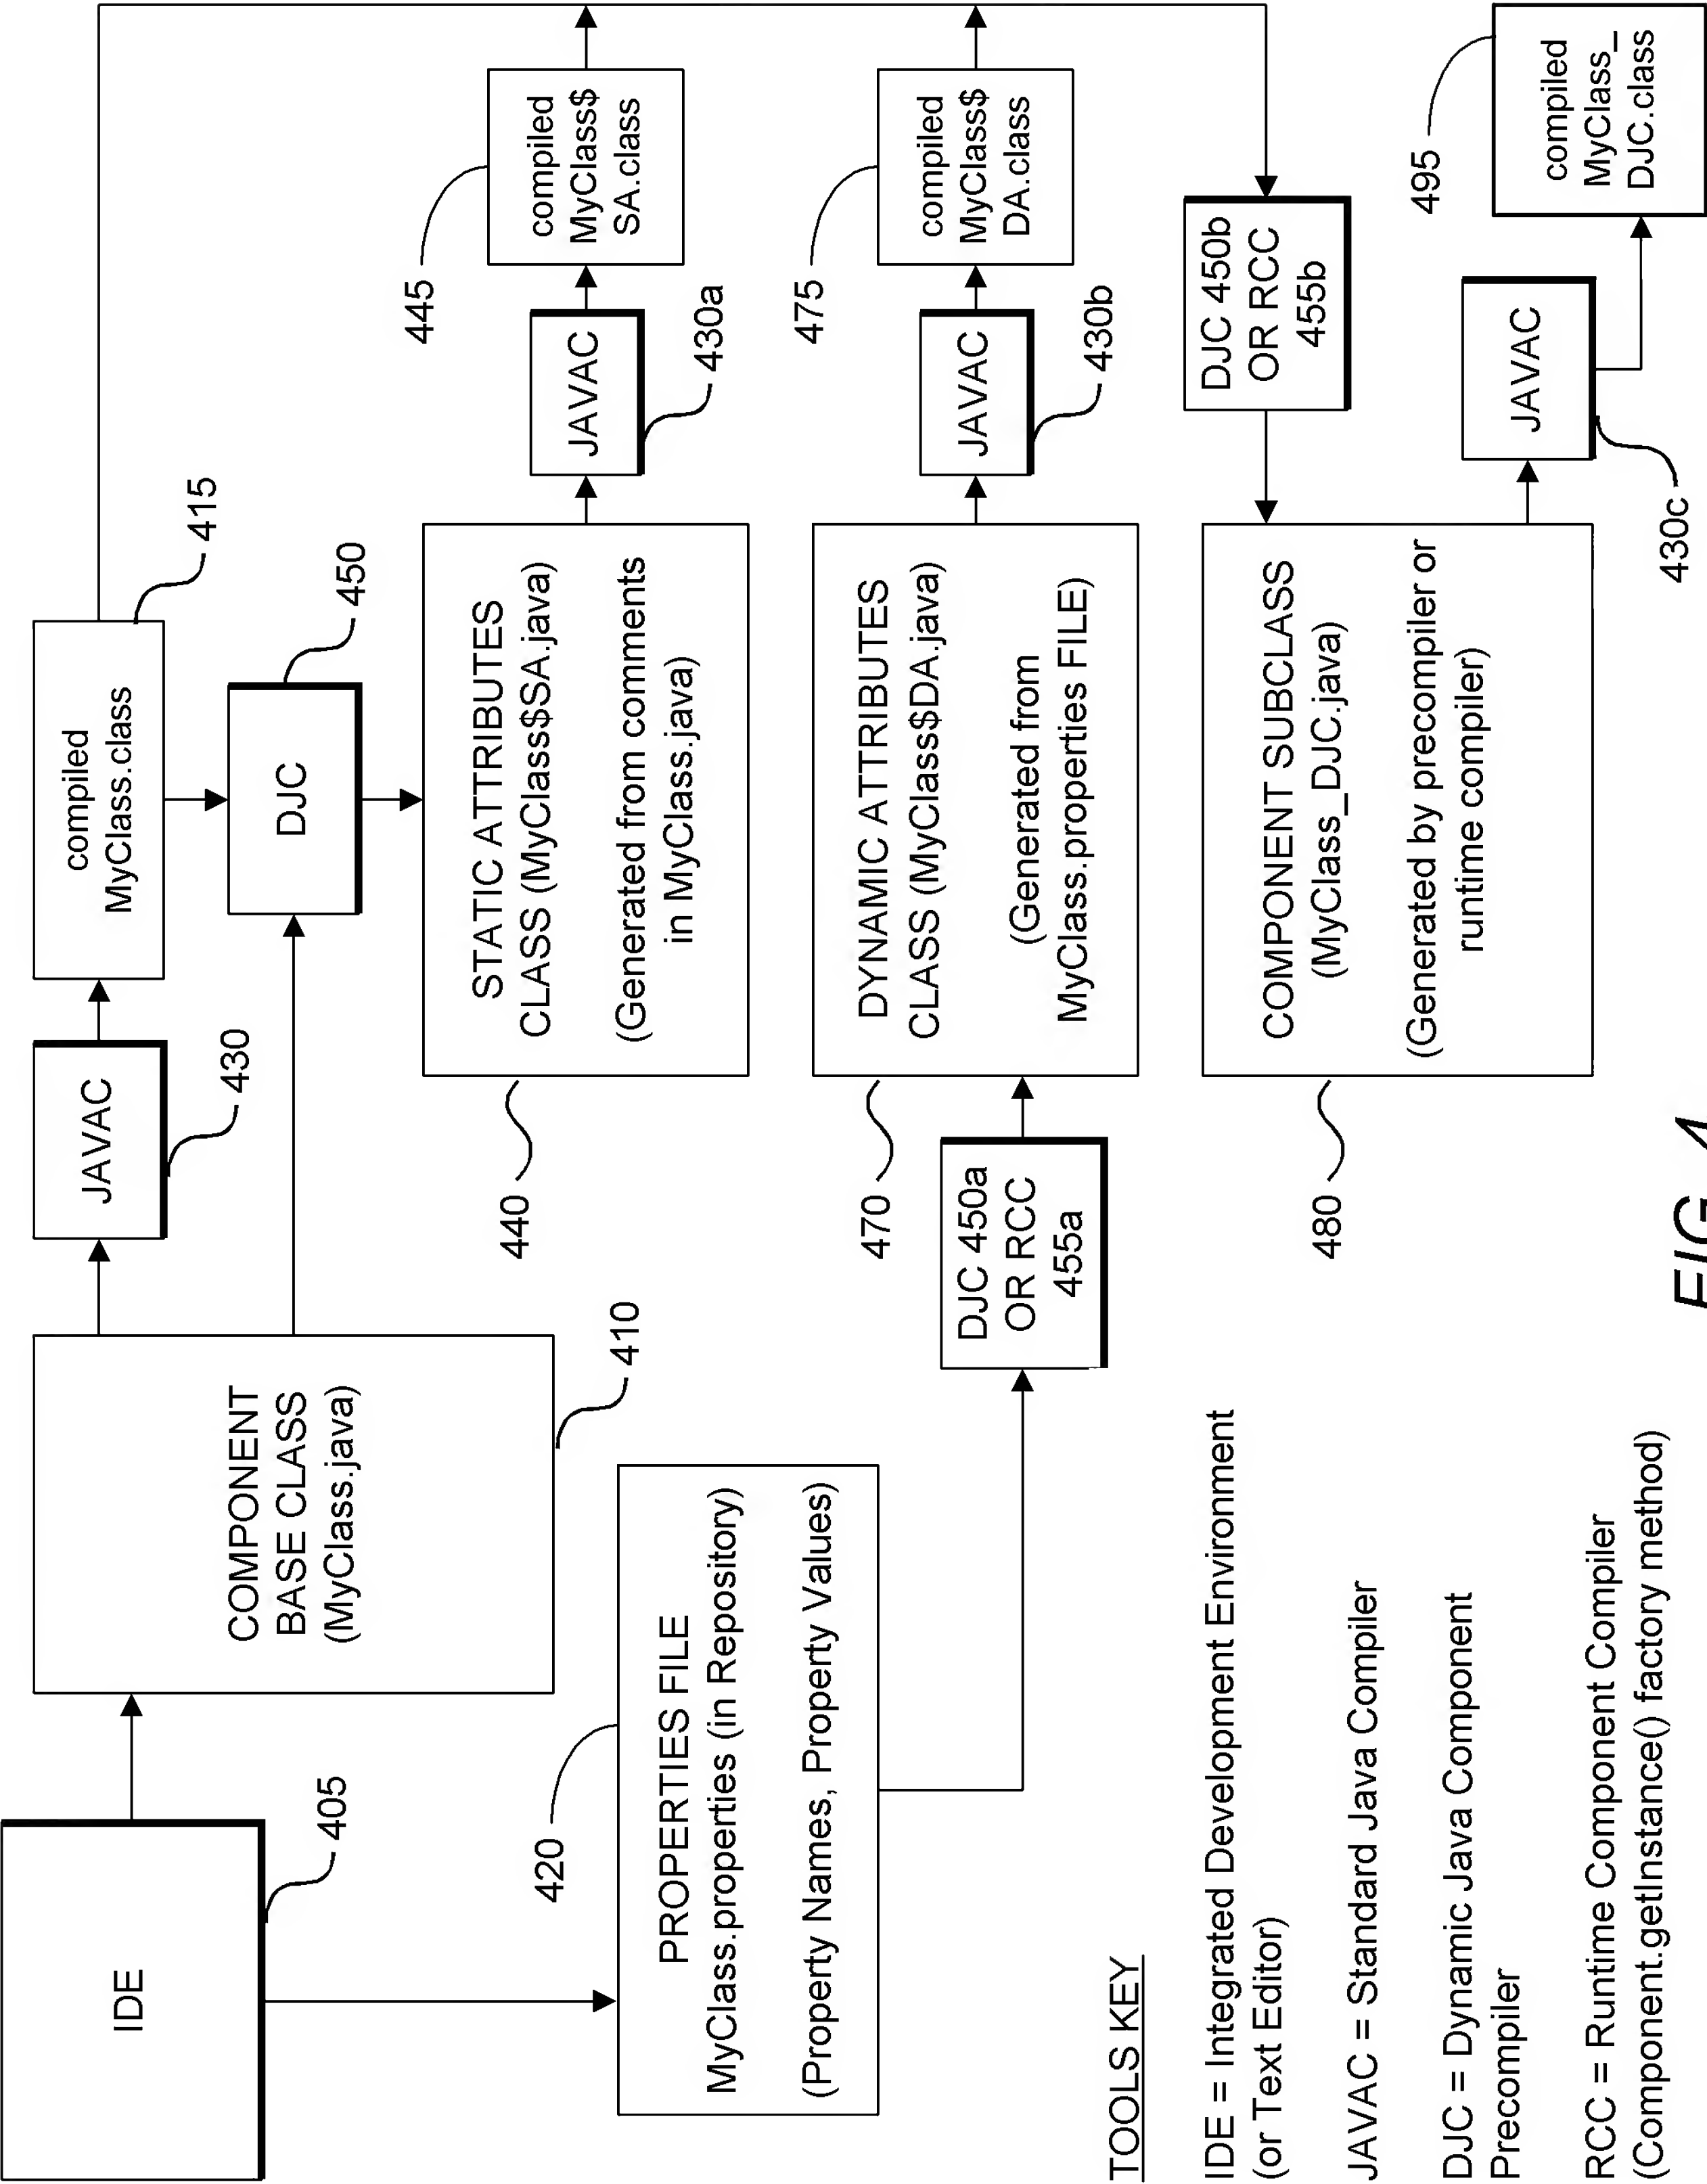 IDE
405
COMPONENT
BASE CLASS
(MyClass.java)
410
JAVAC
430
compiled
MyClass.class
415
DJC
450
PROPERTIES FILE
MyClass.properties (in Repository)
(Property Names, Property Values)
420
STATIC ATTRIBUTES
CLASS (MyClass$SA.java)
(Generated from comments
in MyClass.java)
440
JAVAC
430a
compiled
MyClass$
SA.class
445
DJC 450a
OR RCC
455a
DYNAMIC ATTRIBUTES
CLASS (MyClass$DA.java)
(Generated from
MyClass.properties FILE)
470
JAVAC
430b
compiled
MyClass$
DA.class
475
DJC 450b
OR RCC
455b
COMPONENT SUBCLASS
(MyClass_DJC.java)
(Generated by precompiler or
runtime compiler)
480
JAVAC
430c
compiled
MyClass_
DJC.class
495
TOOLS KEY
IDE = Integrated Development Environment
(or Text Editor)
JAVAC = Standard Java Compiler
DJC = Dynamic Java Component
Precompiler
RCC = Runtime Component Compiler
(Component.getInstance() factory method)
FIG. 4